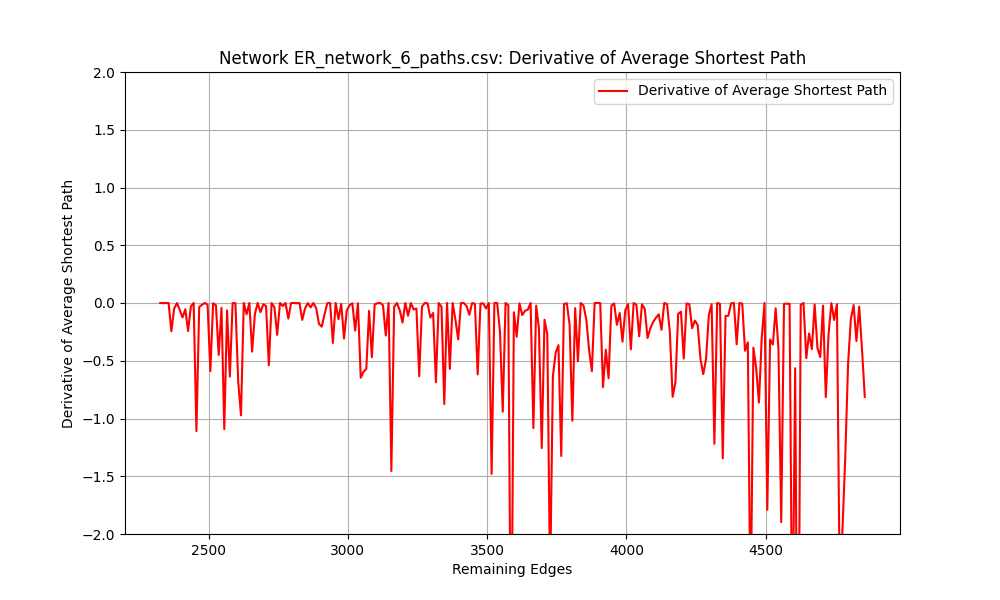 Network ER_network_6_paths.csv: Derivative of Average Shortest Path
Derivative of Average Shortest Path
2.0
1.5
1.0
0.5
0.0
−0.5
−1.0
−1.5
−2.0
Derivative of Average Shortest Path
2500 3000 3500 4000 4500
Remaining Edges